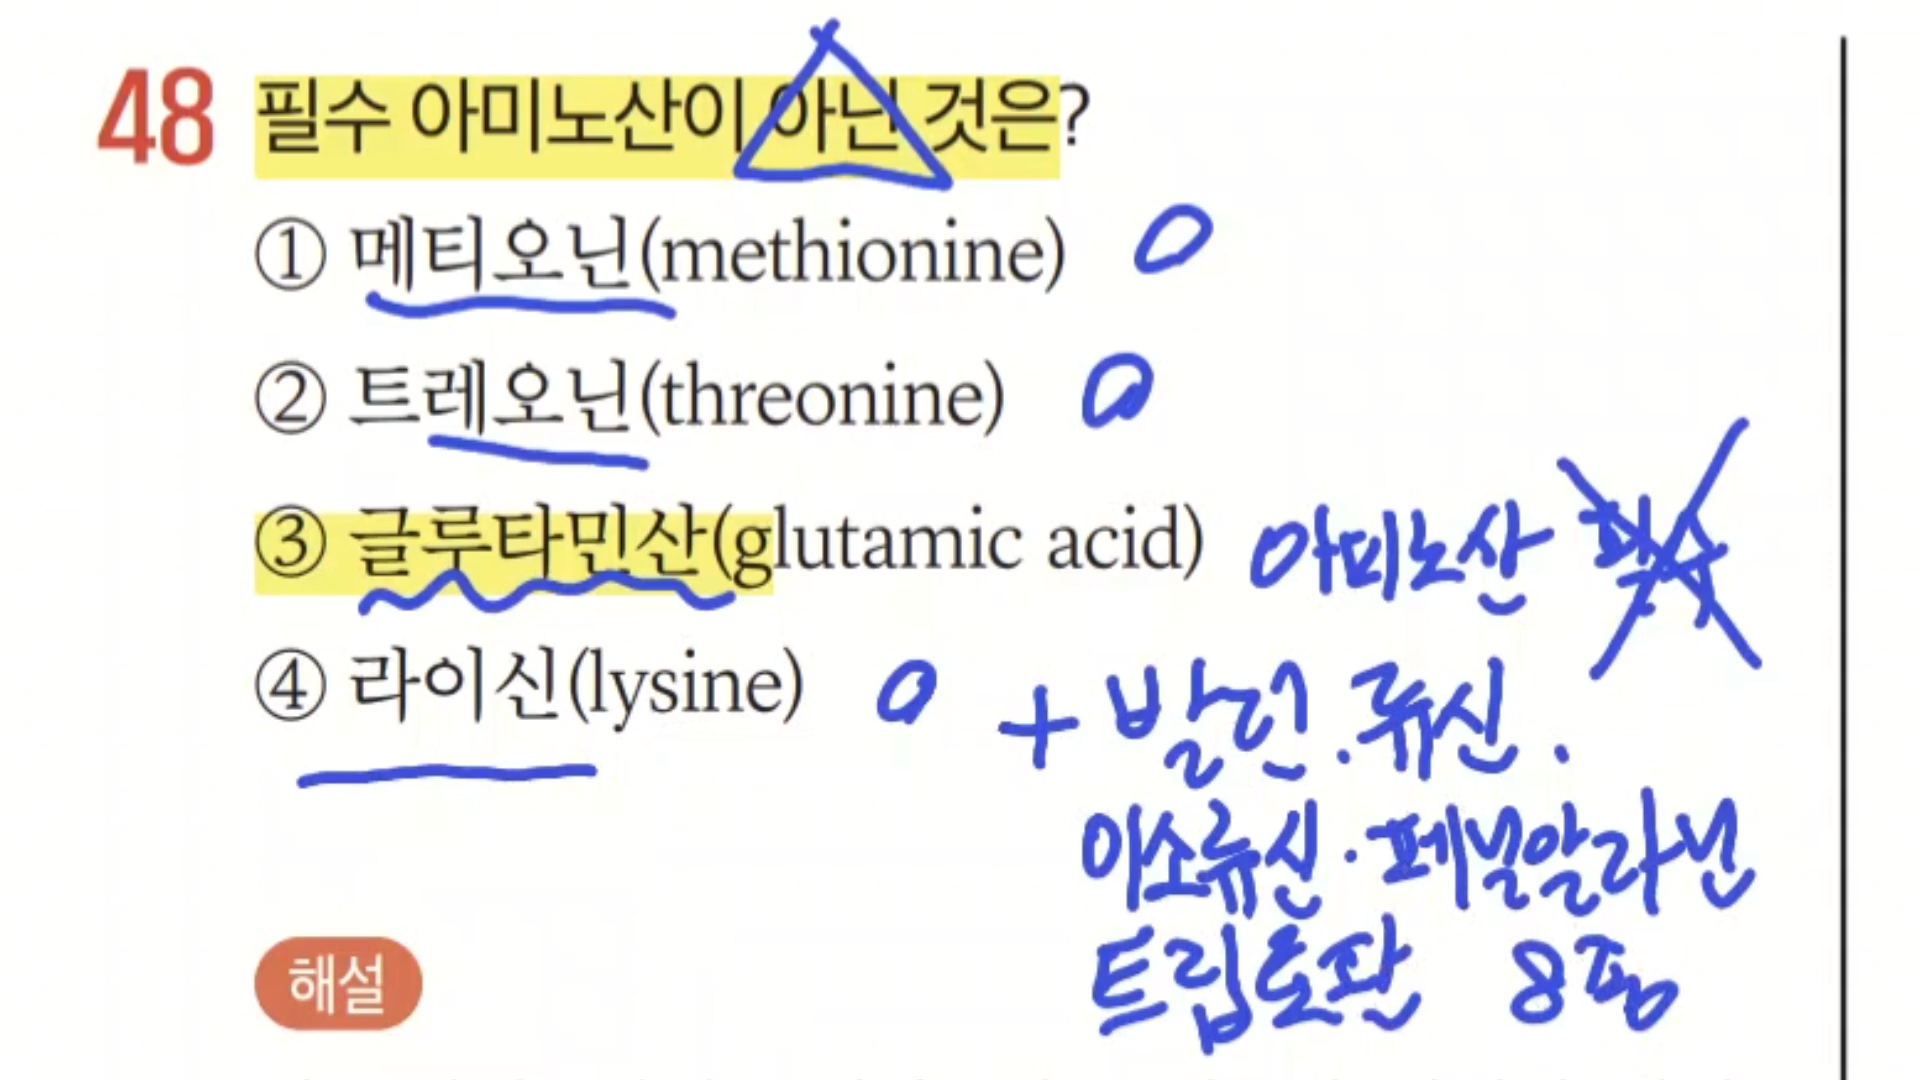 48 필수 아미노산이 아닌 것은?
① 메티오닌(methionine) O
② 트레오닌(threonine) O
③ 글루타민산(glutamic acid) 아미노산 필수
④ 라이신(lysine) O + 발린.류신.
이소류신·페닐알라닌
트립토판 8
해설